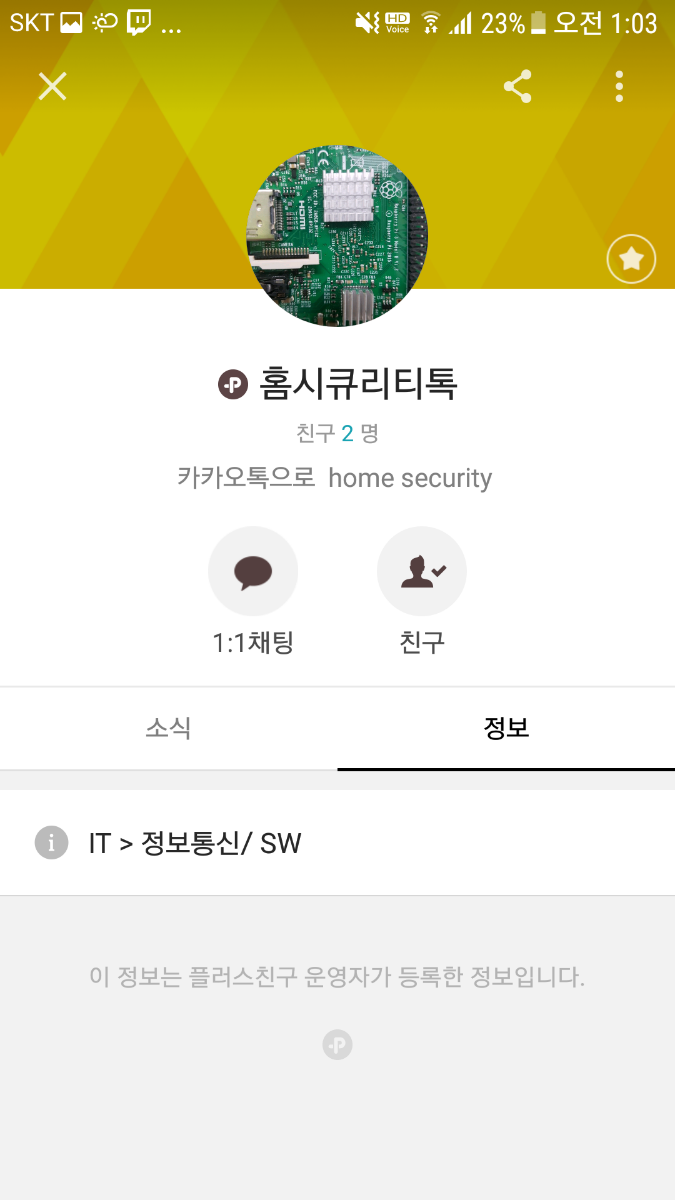 SKT ... HD Voice 23% 오전 1:03
HDMI
홈시큐리티톡
친구 2 명
카카오톡으로 home security
1:1채팅
친구
소식
정보
IT > 정보통신/ SW
이 정보는 플러스친구 운영자가 등록한 정보입니다.